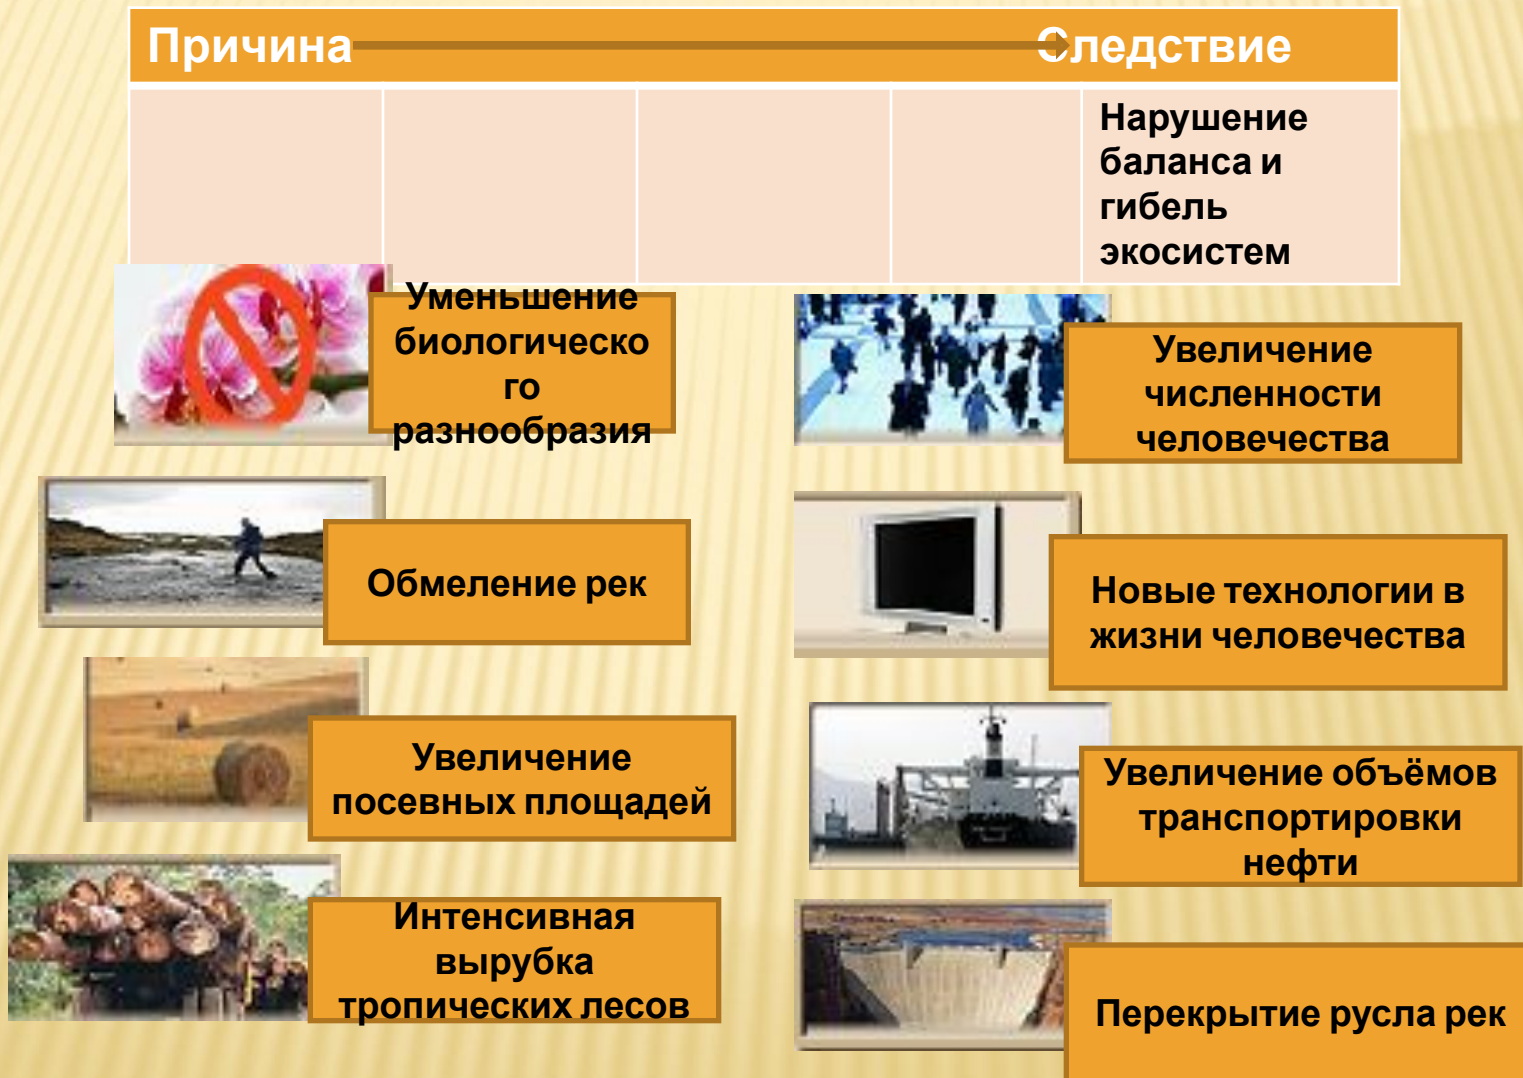 Причина Следствие
Нарушение
баланса и
гибель
экосистем
Уменьшение
биологическо
го
разнообразия
Увеличение
численности
человечества
Обмеление рек
Новые технологии в
жизни человечества
Увеличение
посевных площадей
Увеличение объёмов
транспортировки
нефти
Интенсивная
вырубка
тропических лесов
Перекрытие русла рек